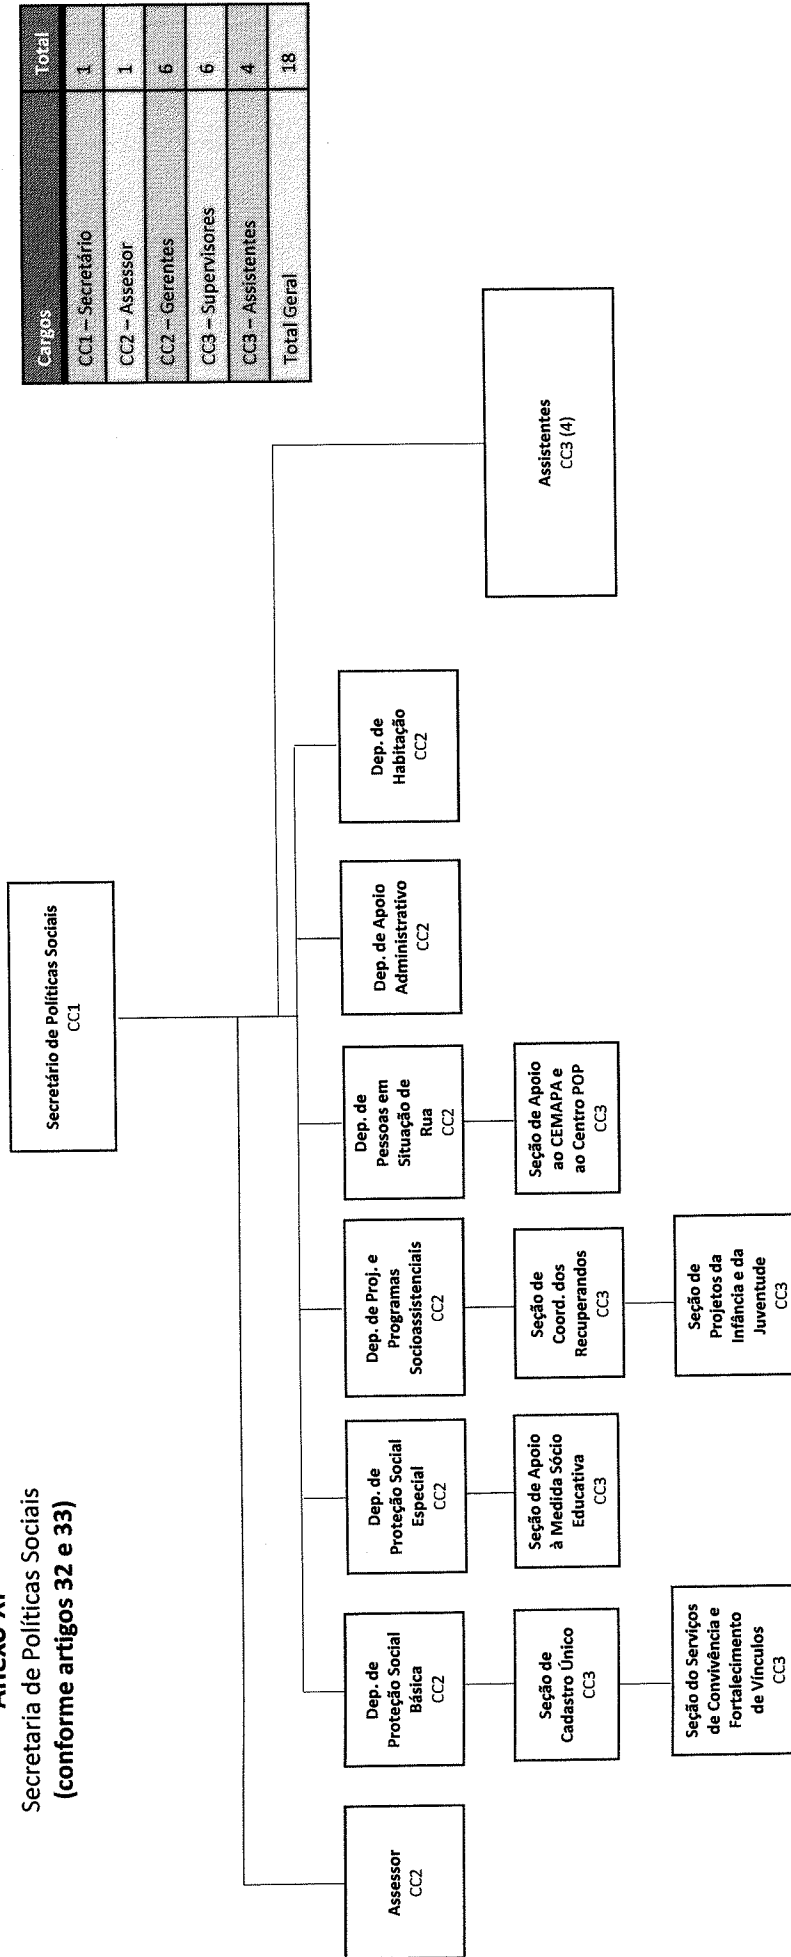 Anexo XI
Secretaria de Políticas Sociais
(conforme artigos 32 e 33)
Cargos Total
CC1 – Secretário 1
CC2 – Assessor 1
CC2 – Gerentes 6
CC3 – Supervisores 6
CC3 – Assistentes 4
Total Geral 18
Secretário de Políticas Sociais
CC1
Assessor
CC2
Dep. de
Proteção Social
Básica
CC2
Dep. de
Proteção Social
Especial
CC2
Dep. de Proj. e
Programas
Socioassistenciais
CC2
Dep. de
Pessoas em
Situação de
Rua
CC2
Dep. de Apoio
Administrativo
CC2
Dep. de
Habitação
CC2
Assistentes
CC3 (4)
Seção de
Cadastro Único
CC3
Seção de Apoio
à Medida Sócio
Educativa
CC3
Seção de
Coord. dos
Recuperandos
CC3
Seção de Apoio
ao CEMAPA e
ao Centro POP
CC3
Seção do Serviços
de Convivência e
Fortalecimento
de Vínculos
CC3
Seção de
Projetos da
Infância e da
Juventude
CC3